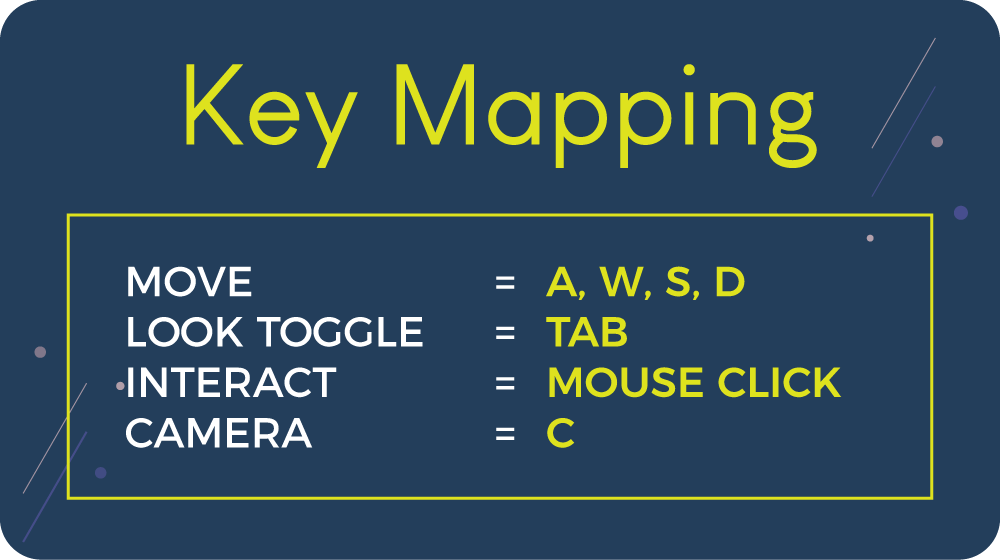 Key Mapping
MOVE = A, W, S, D
LOOK TOGGLE = TAB
INTERACT = MOUSE CLICK
CAMERA = C